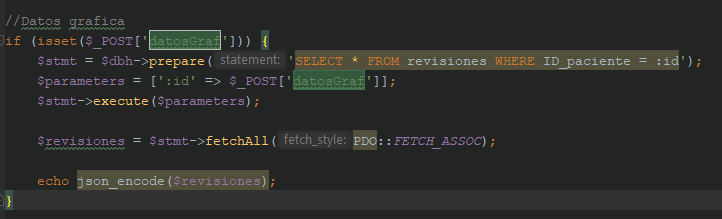 //Datos grafica
if (isset($_POST['datosGraf'])) {
$stmt = $dbh->prepare( statement: 'SELECT * FROM revisiones WHERE ID_paciente = :id');
$parameters = [':id' => $_POST['datosGraf']];
$stmt->execute($parameters);
$revisiones = $stmt->fetchAll( fetch_style: PDO::FETCH_ASSOC);
echo json_encode($revisiones);
}